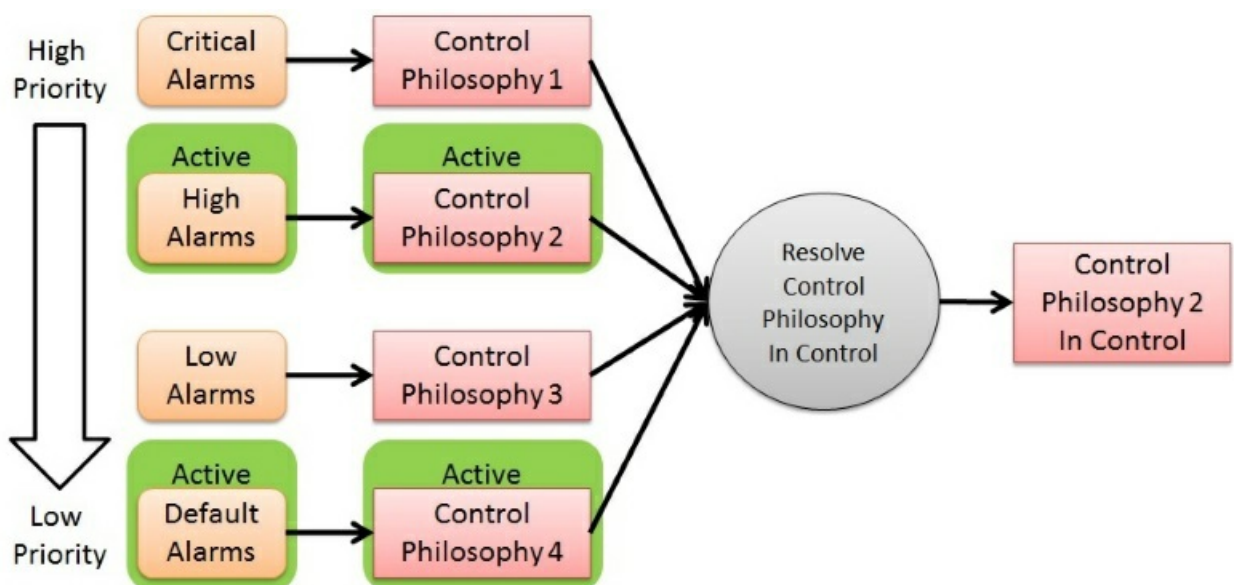 High
Priority
Critical
Alarms
Control
Philosophy 1
Active
High
Alarms
Active
Control
Philosophy 2
Low
Alarms
Control
Philosophy 3
Active
Default
Alarms
Active
Control
Philosophy 4
Low
Priority
Resolve
Control
Philosophy
In Control
Control
Philosophy 2
In Control